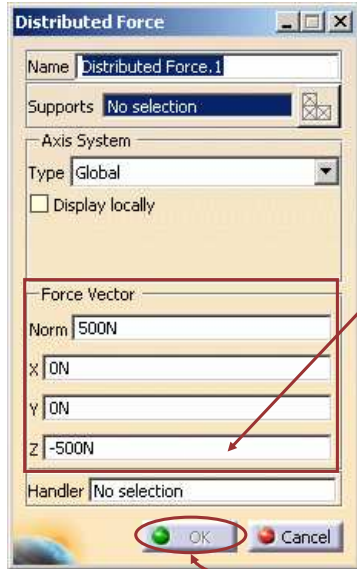 Distributed Force
Name Distributed Force.1
Supports No selection
Axis System
Type Global
Display locally
Force Vector
Norm 500N
X 0N
Y 0N
Z -500N
Handler No selection
OK Cancel